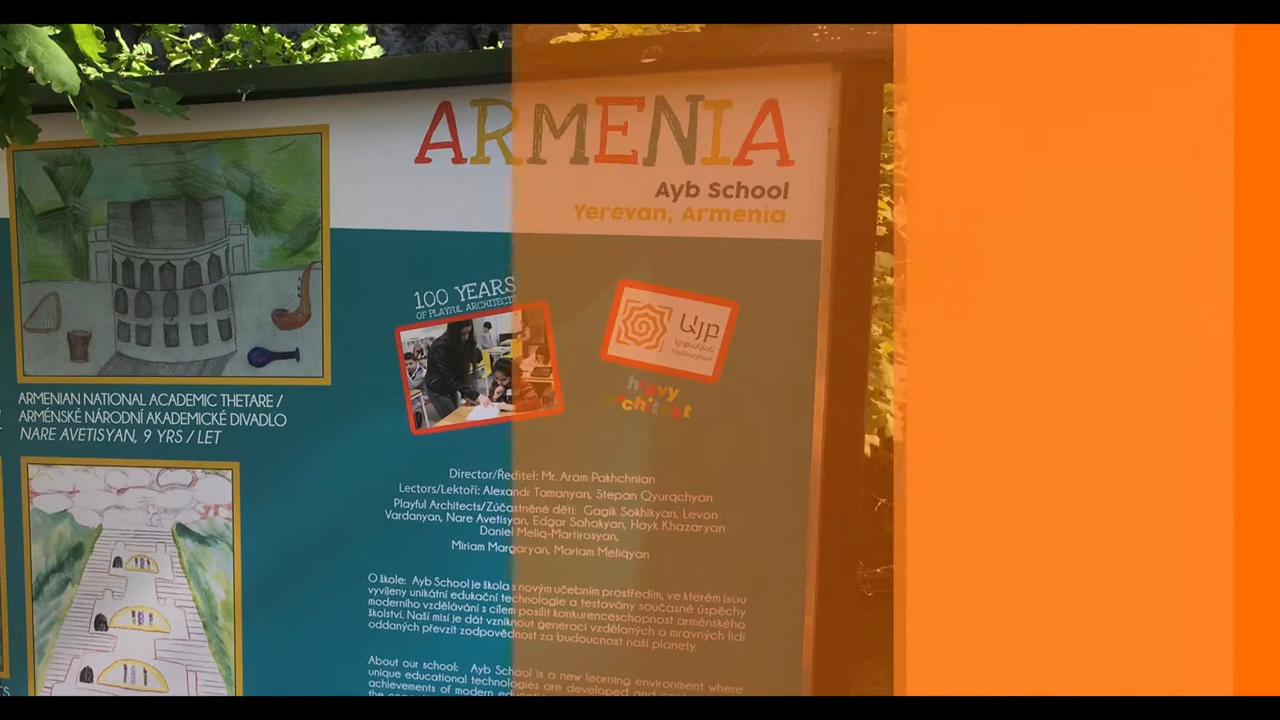 ARMENIA
Ayb School
Yerevan, Armenia
100 YEARS
OF PLAYFUL ARCHITECTS
Այբ
կրթական
հիմնադրամ
happy
architekt
ARMENIAN NATIONAL ACADEMIC THETARE /
ARMÉNSKÉ NÁRODNÍ AKADEMICKÉ DIVADLO
NARE AVETISYAN, 9 YRS / LET
Director/Ředitel: Mr. Aram Pakhchnian
Lectors/Lektoři: Alexandr Tamanyan, Stepan Qyurqchyan
Playful Architects/Zúčastněné děti: Gagik Sokhikyan, Levon
Vardanyan, Nare Avetisyan, Edgar Sahakyan, Hayk Khazaryan
Daniel Meliq-Martirosyan,
Miriam Margaryan, Mariam Meliqyan
O škole: Ayb School je škola s novým učebním prostředím, ve kterém jsou
vyvíjeny unikátní edukační technologie a testovány současné úspěchy
moderního vzdělávání s cílem posílit konkurenceschopnost arménského
školství. Naší misí je dát vzniknout generaci vzdělaných a mravných lidí
oddaných převzít zodpovědnost za budoucnost naší planety.
About our school: Ayb School is a new learning environment where
unique educational technologies are developed and
achievements of modern